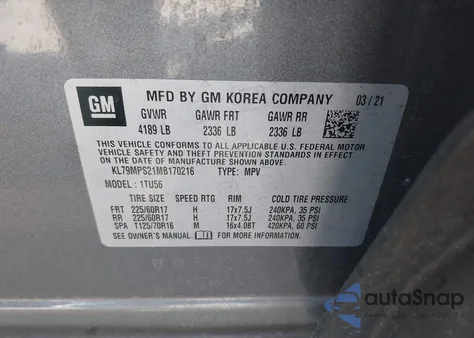 GM
MFD BY GM KOREA COMPANY 03/21
GVWR GAWR FRT GAWR RR
4189 LB 2336 LB 2336 LB
THIS VEHICLE CONFORMS TO ALL APPLICABLE U.S. FEDERAL MOTOR
VEHICLE SAFETY, BUMPER, AND THEFT PREVENTION STANDARDS
IN EFFECT ON THE DATE OF MANUFACTURE SHOWN ABOVE.
KL79MPS21MB170216 TYPE: MPV
MODEL: 1TU56
TIRE SIZE SPEED RTG RIM COLD TIRE PRESSURE
FRT 225/60R17 H 17x7.5J 240KPA, 35 PSI
RR 225/60R17 H 17x7.5J 240KPA, 35 PSI
SPA T125/70R16 M 16x4.0BT 420KPA, 60 PSI
SEE OWNER'S MANUAL FOR MORE INFORMATION
autoSnap